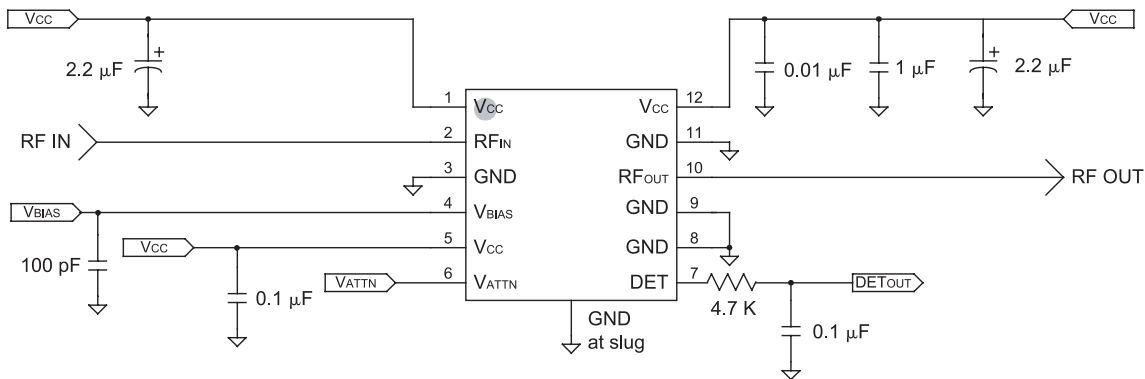 VCC
VCC
2.2 μF
+
0.01 μF
1 μF
+
2.2 μF
1
VCC
VCC
12
RF IN
2
RFIN
GND
11
3
GND
RFOUT
10
RF OUT
VBIAS
4
VBIAS
GND
9
100 pF
VCC
5
VCC
GND
8
0.1 μF
VATTN
6
VATTN
DET
7
4.7 K
DETOUT
GND
at slug
0.1 μF